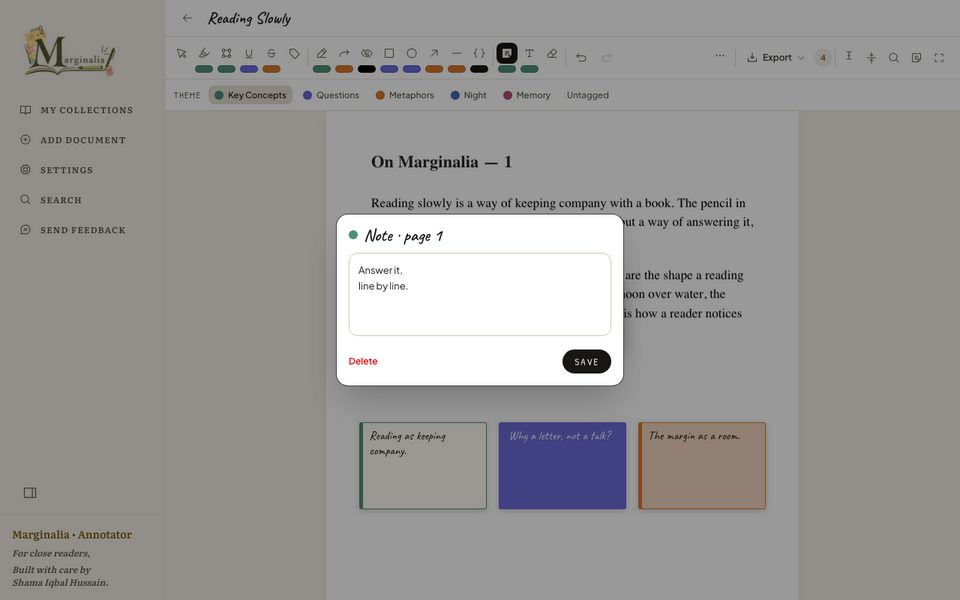 Marginalia
MY COLLECTIONS
ADD DOCUMENT
SETTINGS
SEARCH
SEND FEEDBACK
Marginalia • Annotator
For close readers,
Built with care by
Shama Iqbal Hussain.
Reading Slowly
Export
4
THEME
Key Concepts
Questions
Metaphors
Night
Memory
Untagged
On Marginalia — 1
Reading slowly is a way of keeping company with a book. The pencil in
out a way of answering it,
are the shape a reading
moon over water, the
is how a reader notices
Note · page 1
Answer it,
line by line.
Delete
SAVE
Reading as keeping
company.
Why a letter, not a talk?
The margin as a room.